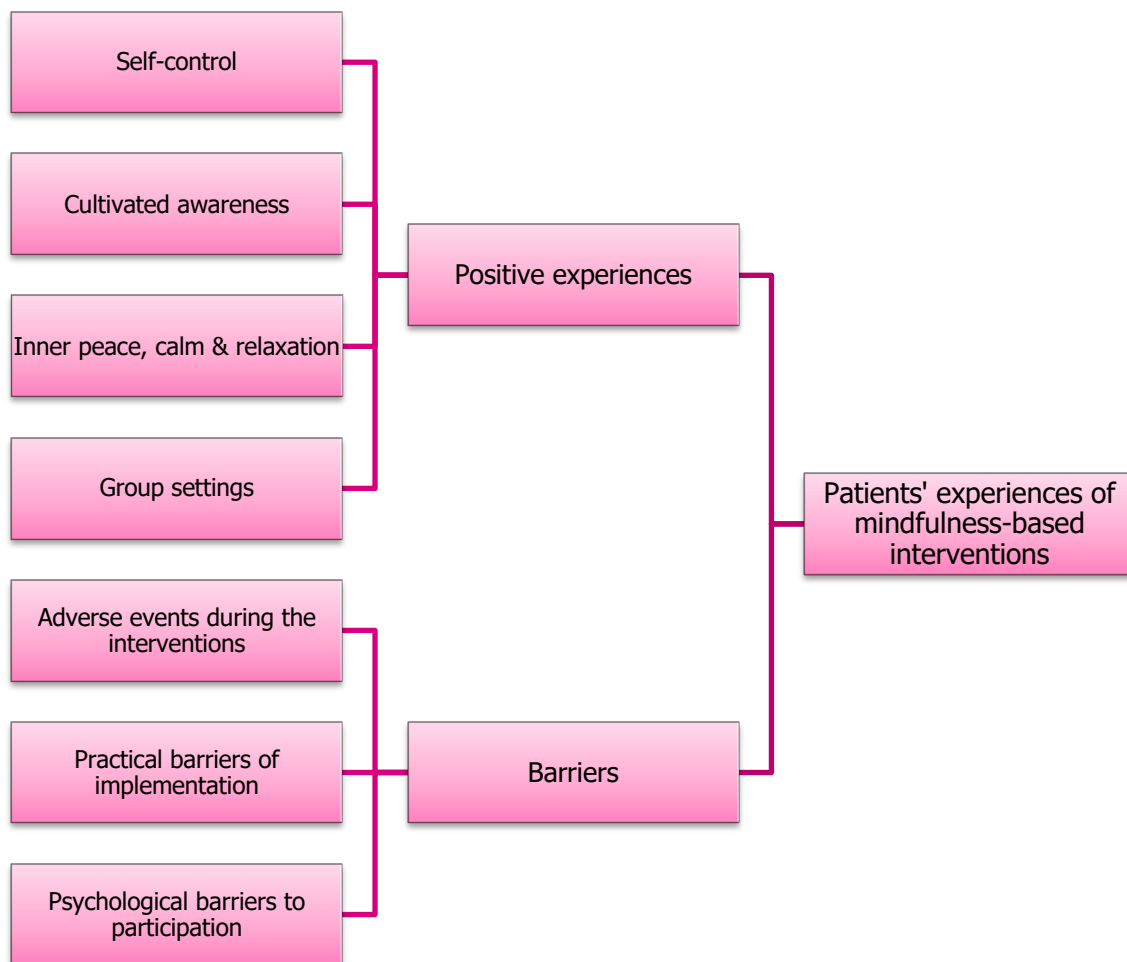 Self-control
Cultivated awareness
Inner peace, calm & relaxation
Group settings
Adverse events during the
interventions
Practical barriers of
implementation
Psychological barriers to
participation
Positive experiences
Barriers
Patients' experiences of
mindfulness-based
interventions